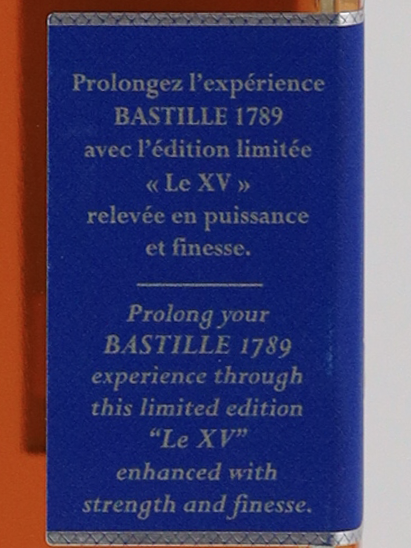 Prolongez l'expérience
BASTILLE 1789
avec l'édition limitée
« Le XV »
relevée en puissance
et finesse.
Prolong your
BASTILLE 1789
experience through
this limited edition
“Le XV”
enhanced with
strength and finesse.